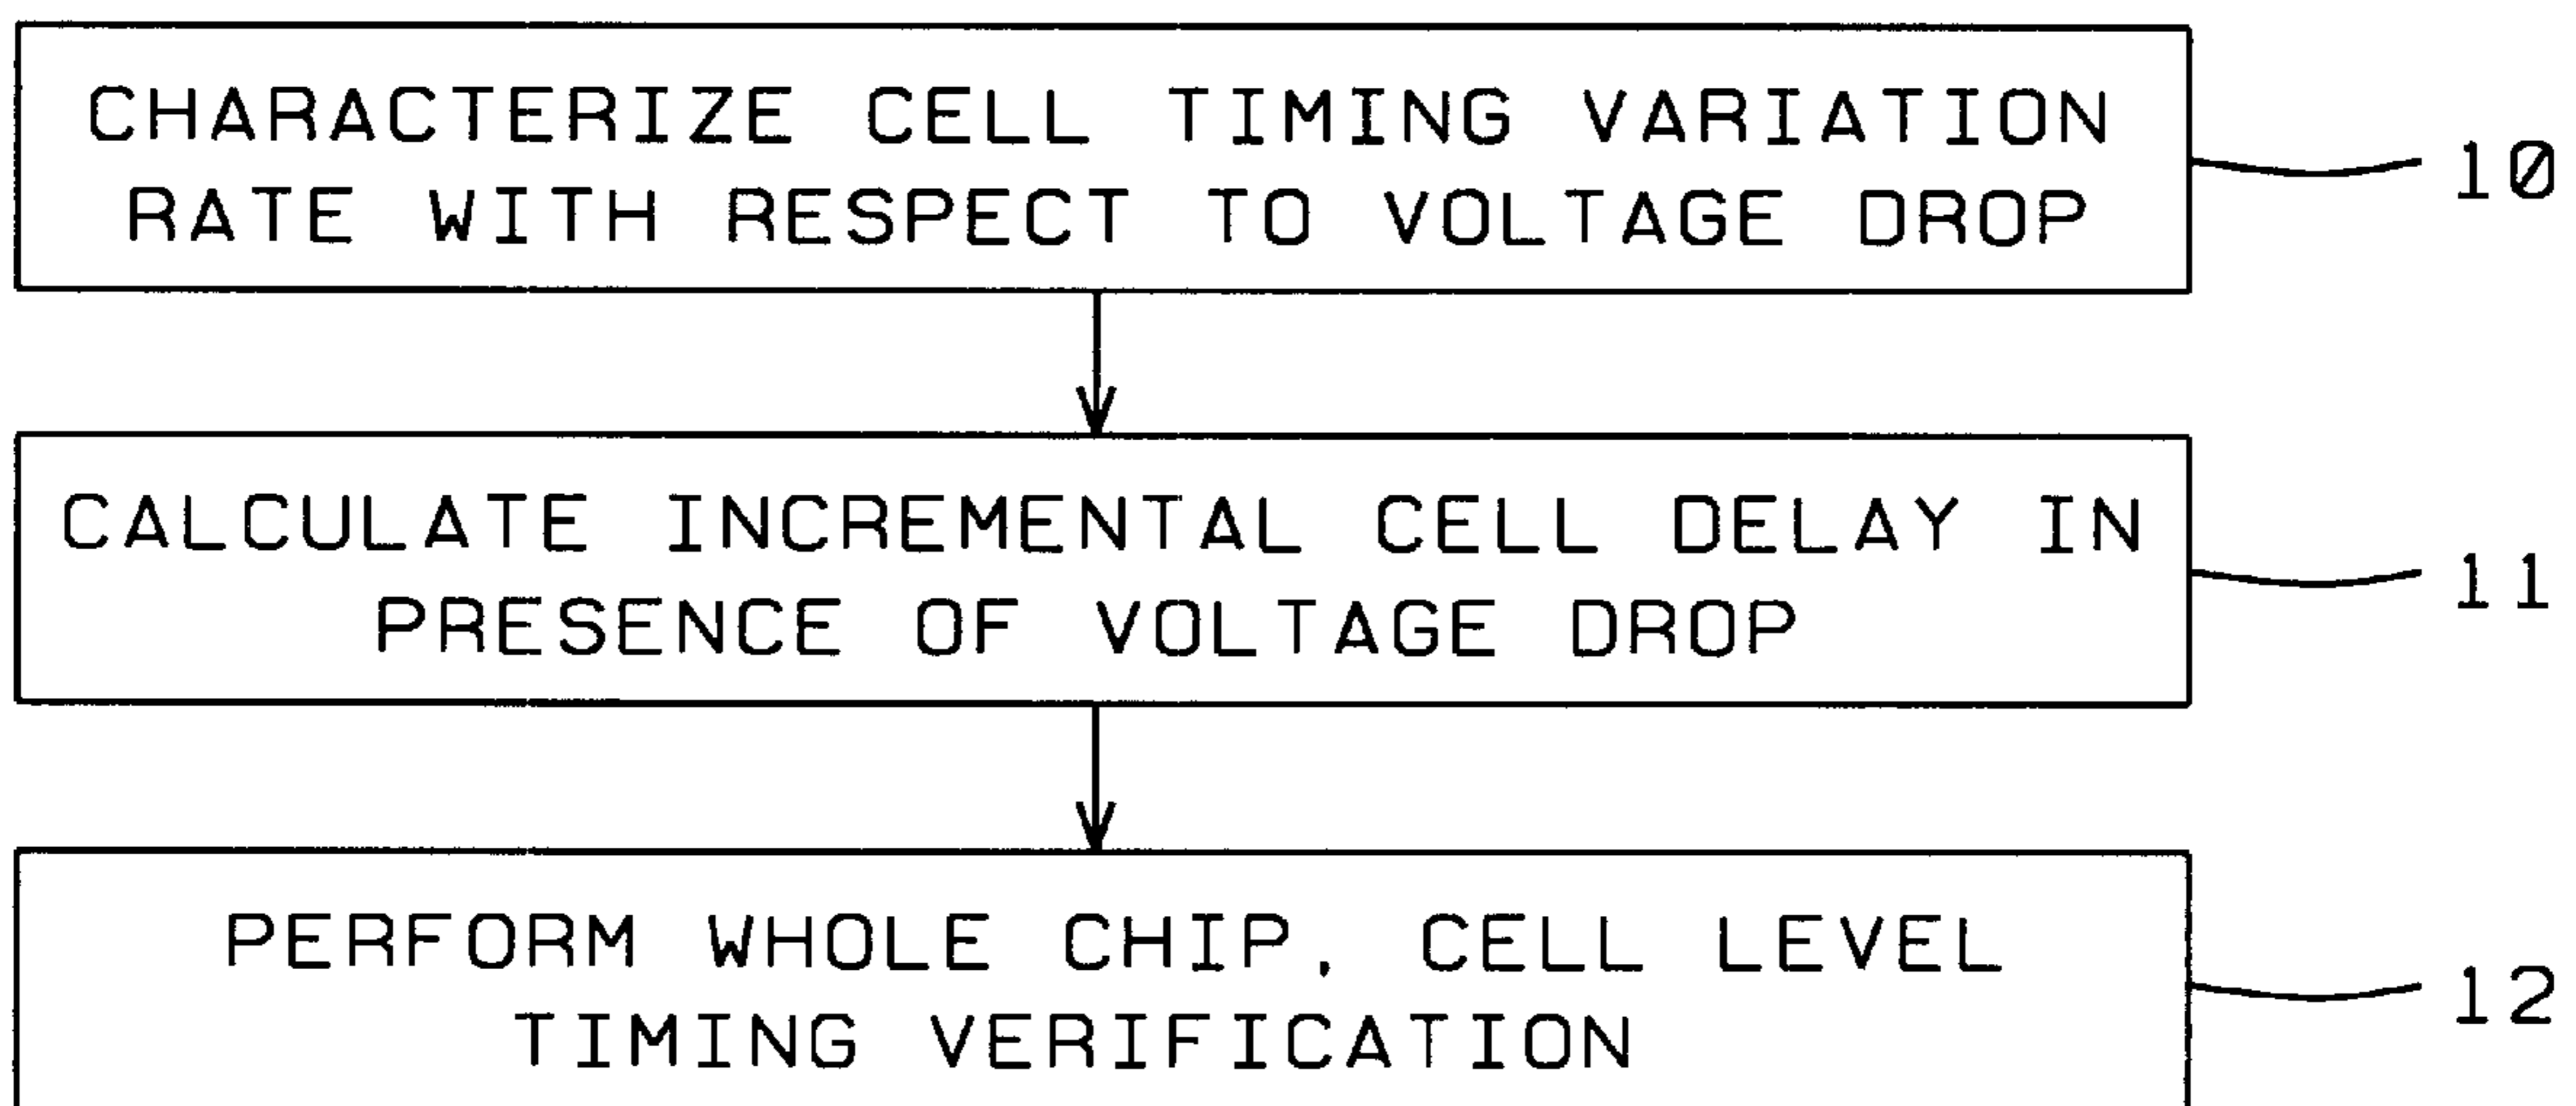 CHARACTERIZE CELL TIMING VARIATION
RATE WITH RESPECT TO VOLTAGE DROP
10
CALCULATE INCREMENTAL CELL DELAY IN
PRESENCE OF VOLTAGE DROP
11
PERFORM WHOLE CHIP, CELL LEVEL
TIMING VERIFICATION
12